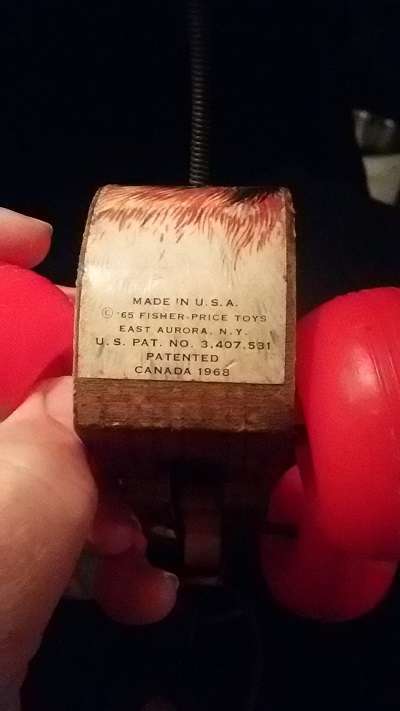 MADE IN U.S.A.
© '65 FISHER-PRICE TOYS
EAST AURORA, N.Y.
U.S. PAT. NO. 3,407,531
PATENTED
CANADA 1968